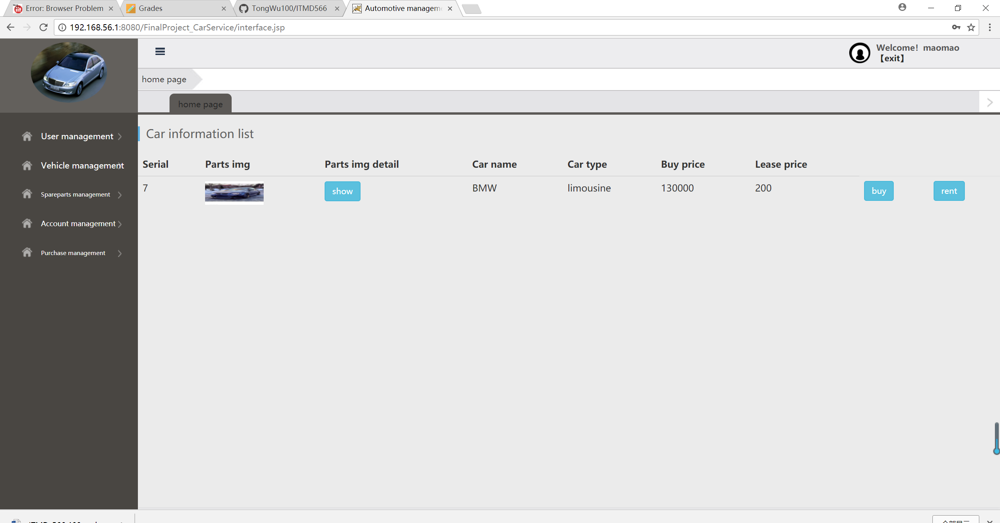 Error: Browser Problem
Grades
TongWu100/ITMD566
Automotive managem
192.168.56.1:8080/FinalProject_CarService/interface.jsp
Welcome! maomao
【exit】
home page
home page
User management
Vehicle management
Spareparts management
Account management
Purchase management
Car information list
Serial Parts img Parts img detail Car name Car type Buy price Lease price
7 show BMW limousine 130000 200 buy rent